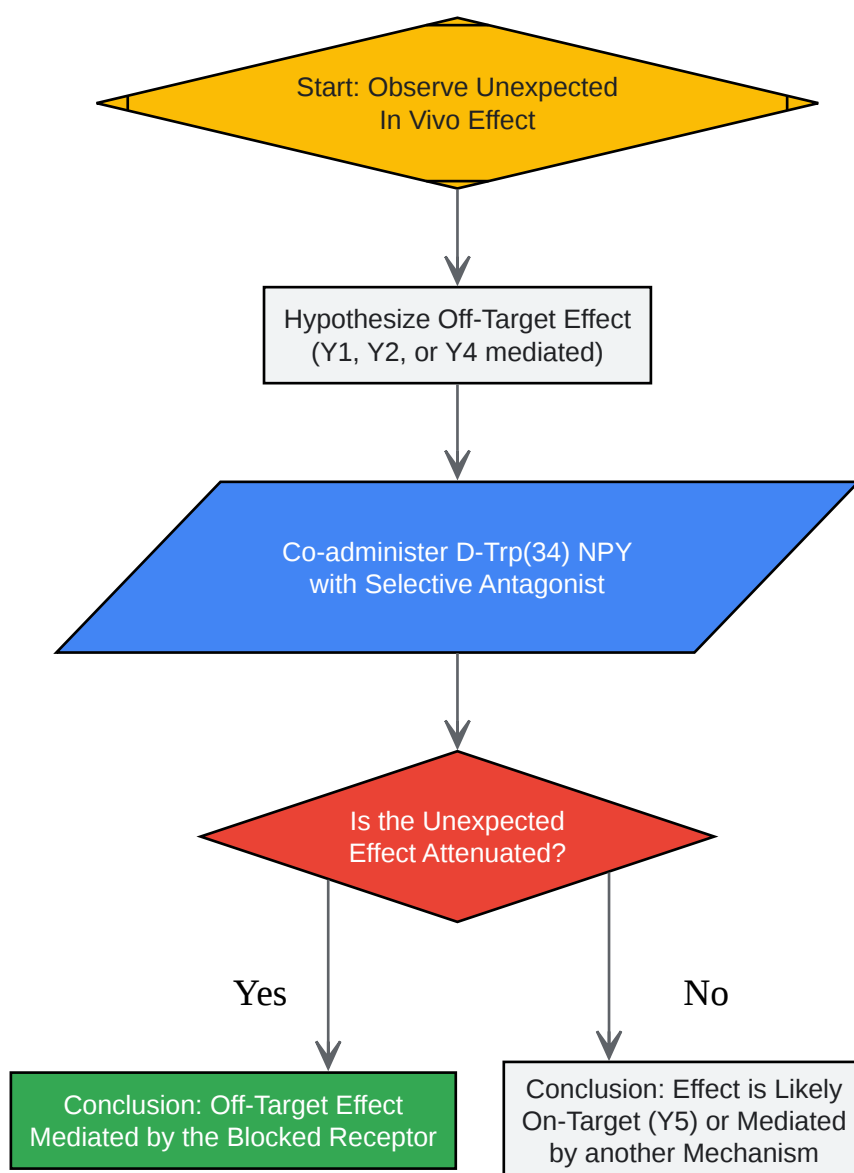 Start: Observe Unexpected
In Vivo Effect
Hypothesize Off-Target Effect
(Y1, Y2, or Y4 mediated)
Co-administer D-Trp(34) NPY
with Selective Antagonist
Is the Unexpected
Effect Attenuated?
Yes
No
Conclusion: Off-Target Effect
Mediated by the Blocked Receptor
Conclusion: Effect is Likely
On-Target (Y5) or Mediated
by another Mechanism